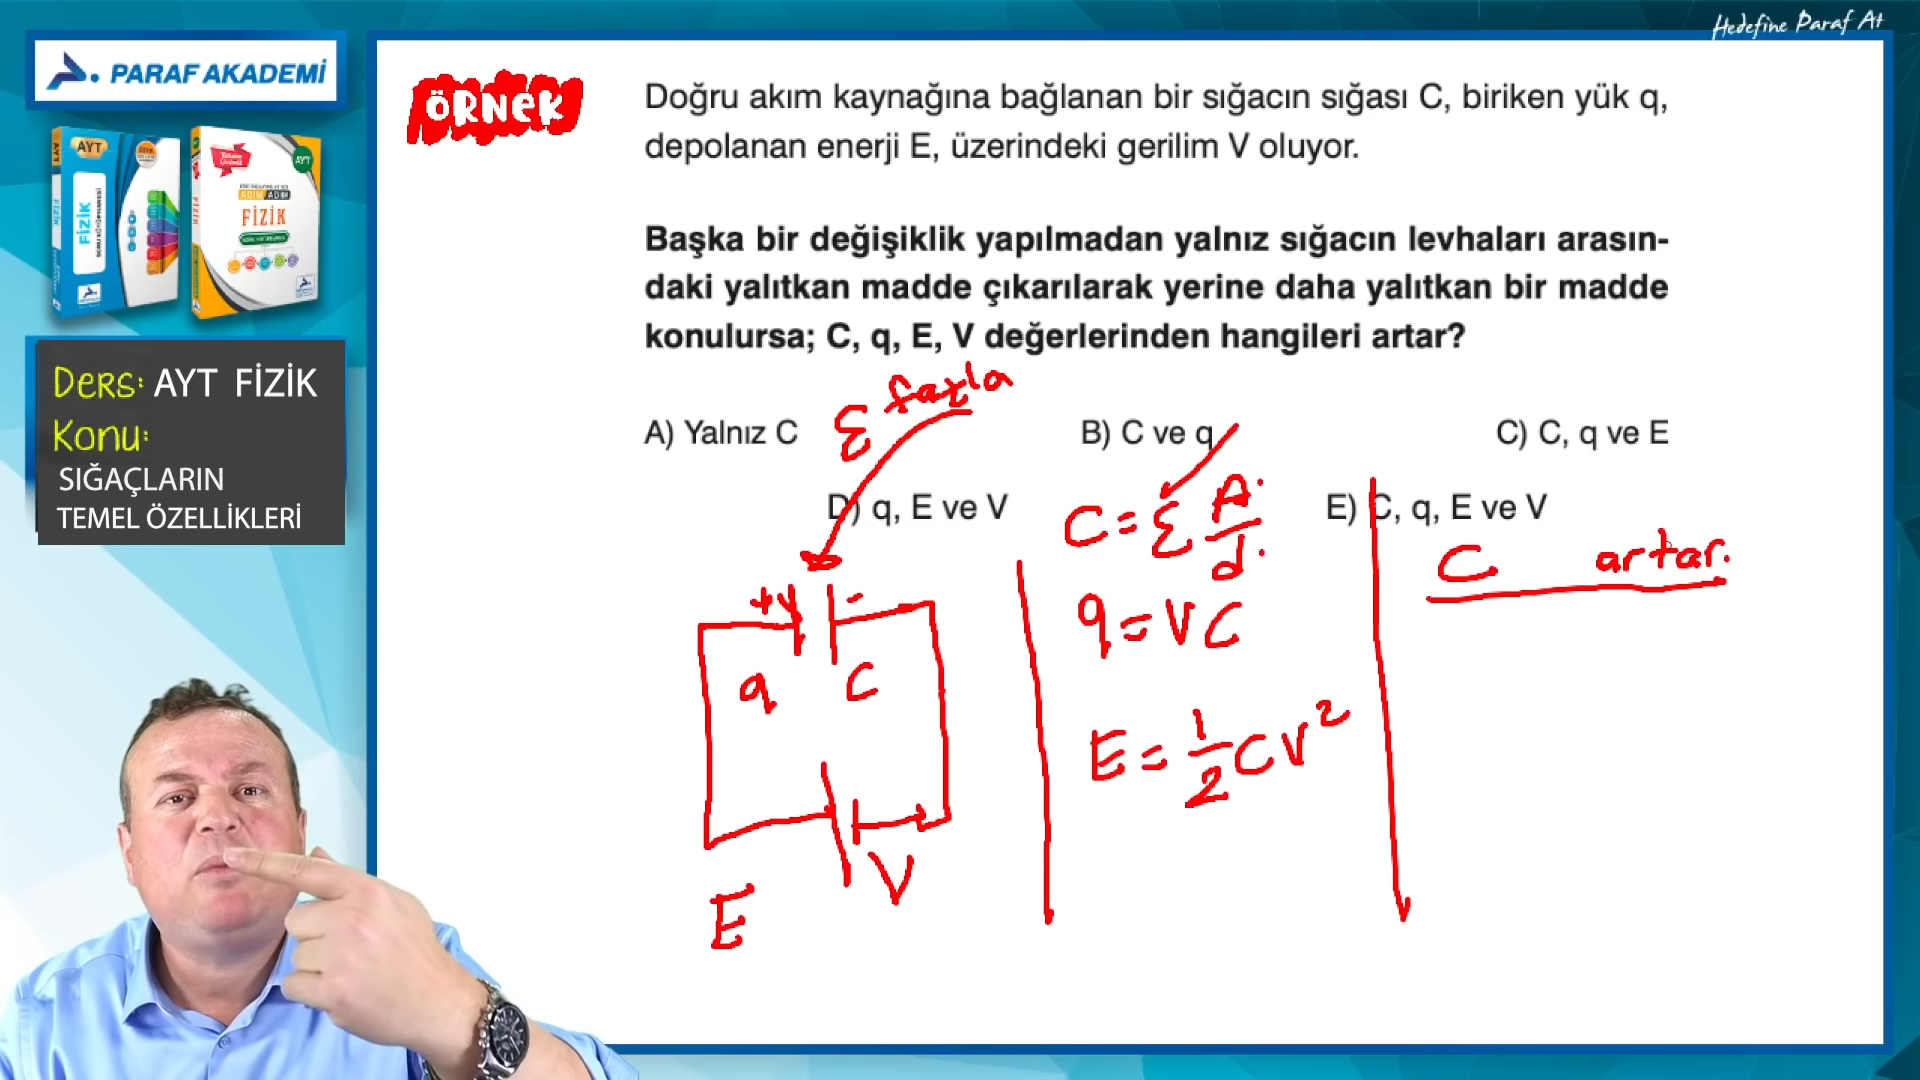 Hedefine Paraf At
PARAF AKADEMİ
ÖRNEK
Doğru akım kaynağına bağlanan bir sığacın sığası C, biriken yük q,
depolanan enerji E, üzerindeki gerilim V oluyor.
Başka bir değişiklik yapılmadan yalnız sığacın levhaları arasın-
daki yalıtkan madde çıkarılarak yerine daha yalıtkan bir madde
konulursa; C, q, E, V değerlerinden hangileri artar?
A) Yalnız C
B) C ve q
C) C, q ve E
D) q, E ve V
E) C, q, E ve V
ε fazla
+y -
q C
V
E
C = ε A / d
q = VC
E = 1/2 CV²
C artar.
AYT
FİZİK
AYT
FİZİK
Ders: AYT FİZİK
Konu:
SIĞAÇLARIN
TEMEL ÖZELLİKLERİ